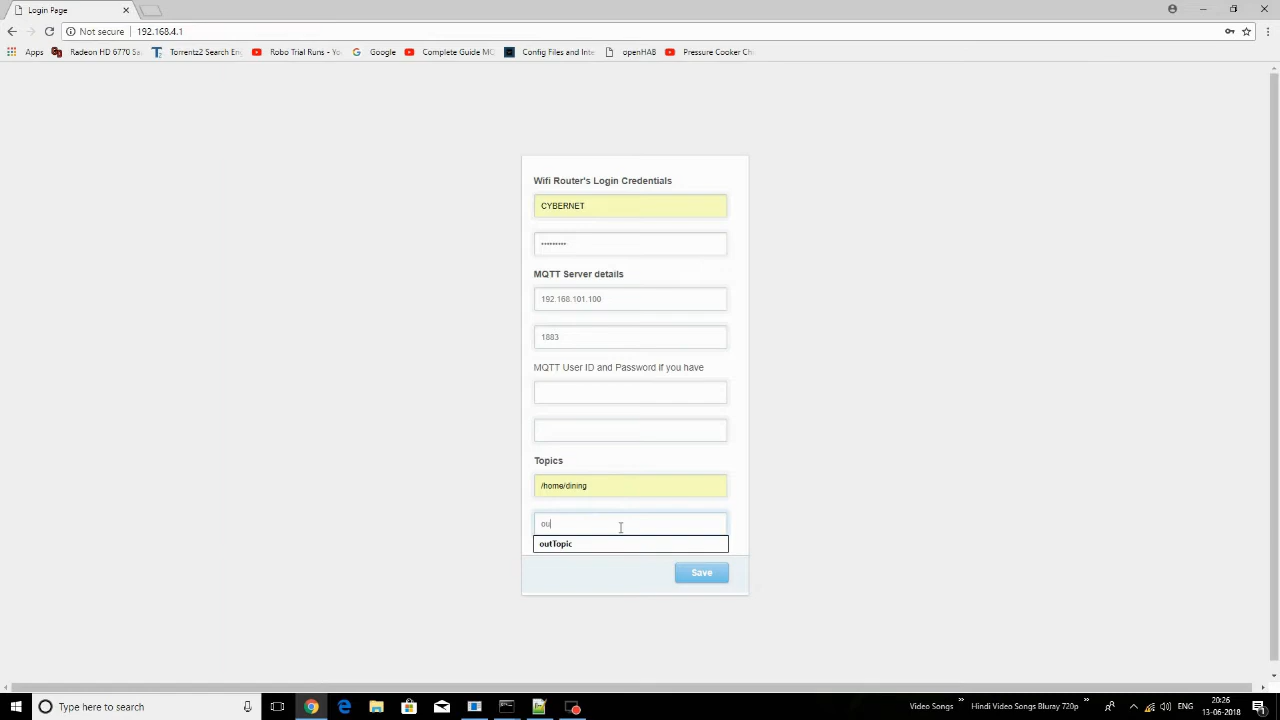 Login Page
Not secure
192.168.4.1
Apps
Radeon HD 6770 Sa
Torrentz2 Search En
Robo Trial Runs - Yo
Google
Complete Guide MC
Config Files and Inte
openHAB
Pressure Cooker Ch
Wifi Router's Login Credentials
CYBERNET
•••••••••
MQTT Server details
192.168.101.100
1883
MQTT User ID and Password if you have
Topics
/home/dining
ou
outTopic
Save
Type here to search
Video Songs
Hindi Video Songs Bluray 720p
ENG
20:26
13-06-2018